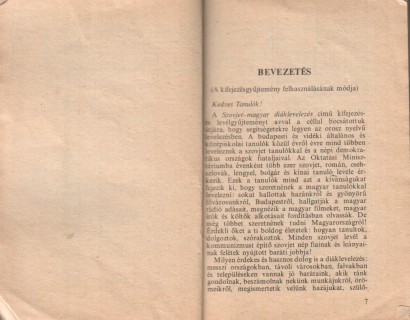 BEVEZETÉS
(A kifejezésgyűjtemény felhasználásának módja)
Kedves Tanulók!
A Szovjet-magyar diáklevelezés című kifejezés-
és levélgyűjteményt azzal a céllal bocsátottuk
útjára, hogy segítségetekre legyen az orosz nyelvű
levelezésben. A budapesti és vidéki általános és
középiskolai tanulók közül évről évre mind többen
leveleznek a szovjet tanulókkal és a népi demokra-
tikus országok fiataljaival. Az Oktatási Minisz-
tériumba évenként több ezer szovjet, román, cseh-
szlovák, lengyel, bolgár és kínai tanuló levele ér-
kezik. Ezek a tanulók mind azt a kívánságukat
fejezik ki, hogy szeretnének a magyar tanulókkal
levelezni: sokat hallottak hazánkról és gyönyörű
fővárosunkról, Budapestről, hallgatják a magyar
rádió adásait, megnézik a magyar filmeket, magyar
írók és költők alkotásait fordításban olvassák. De
még többet szeretnének tudni Magyarországról!
Érdekli őket a ti boldog életetek: hogyan tanultok,
dolgoztok, szórakoztok. Minden szovjet levél a
kommunizmust építő szovjet nép fiainak és leányai-
nak felétek nyújtott baráti jobbja!
Milyen érdekes és hasznos dolog is a diáklevelezés:
messzi országokban, távoli városokban, falvakban
és településeken vannak jó barátaink, akik ránk
gondolnak, beszámolnak nekünk munkájukról, örö-
meikről, megismertetik velünk hazájukat, szülő-
7